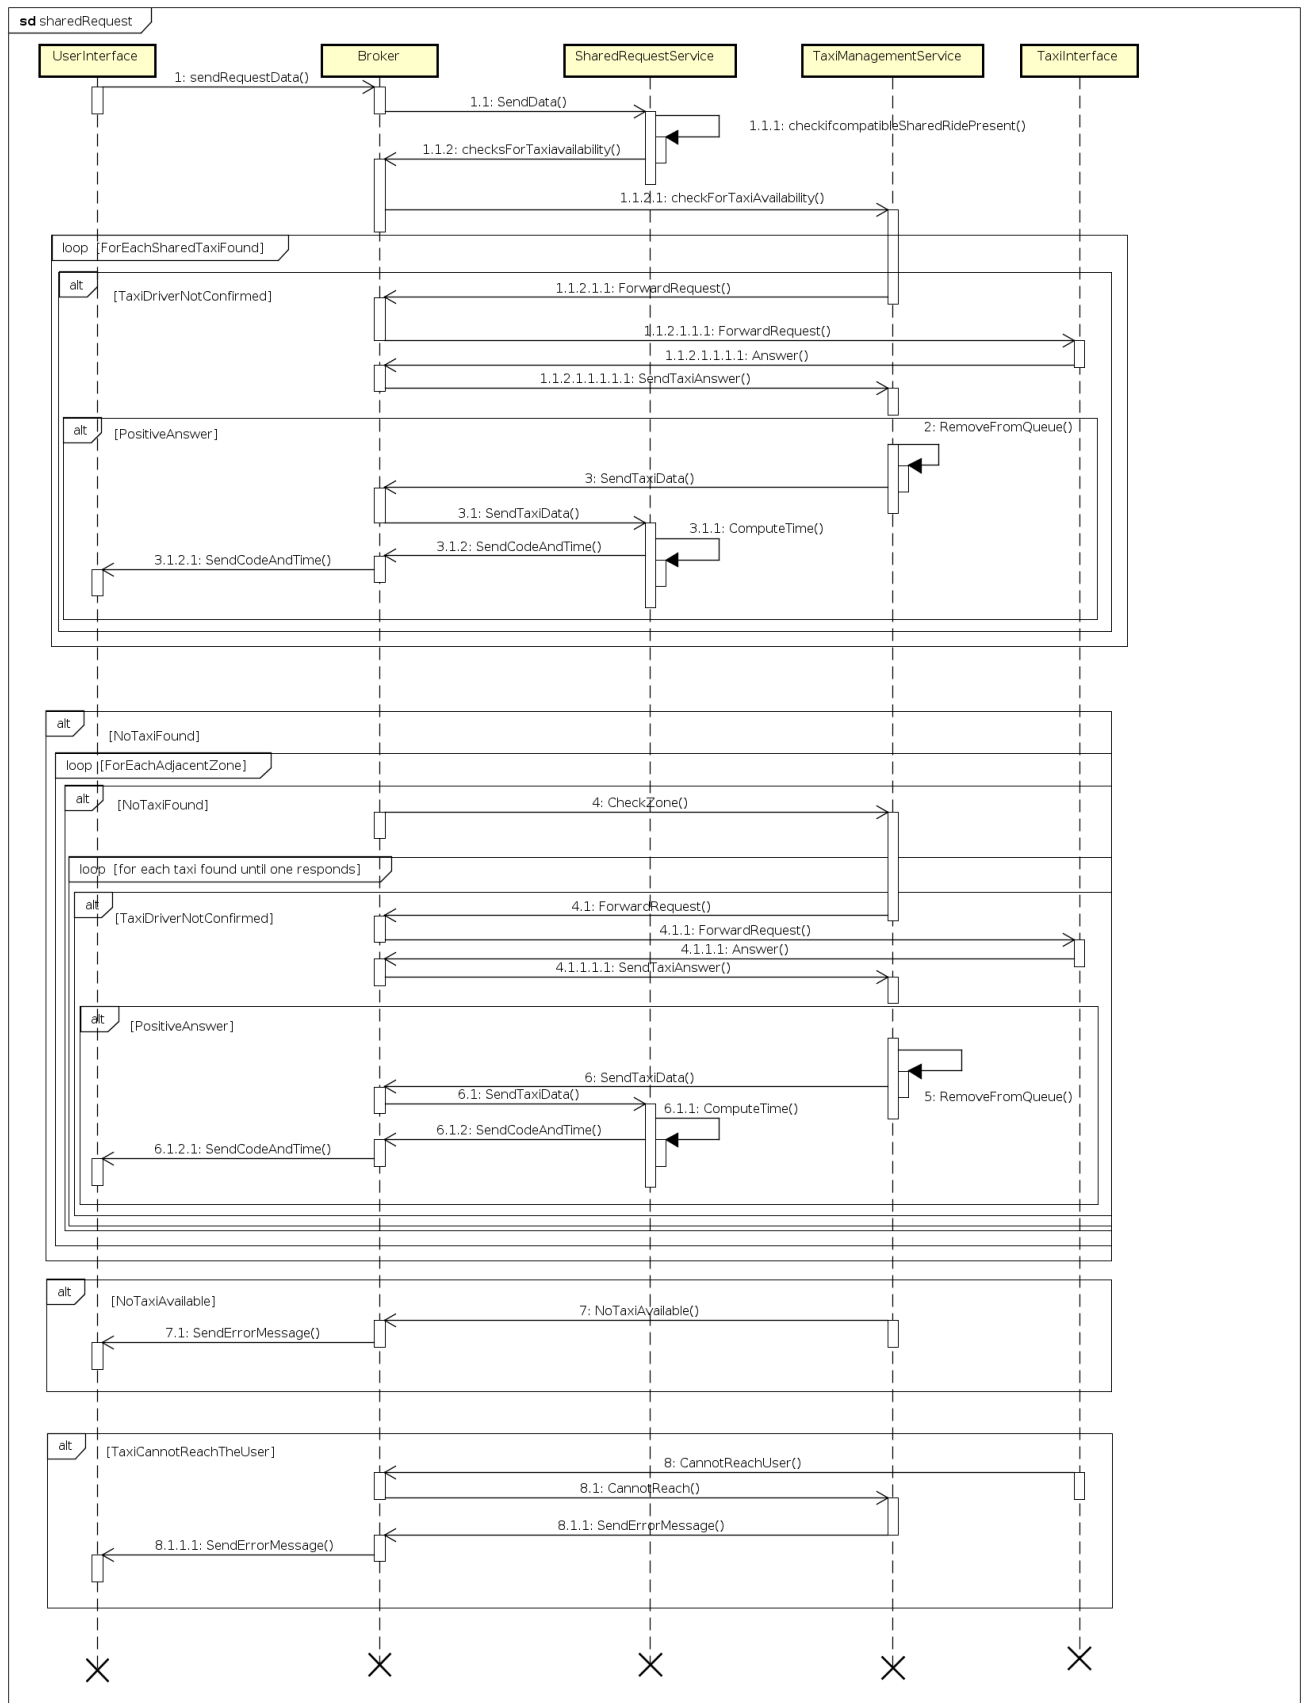 sd sharedRequest
UserInterface
Broker
SharedRequestService
TaxiManagementService
TaxiInterface
1: sendRequestData()
1.1: SendData()
1.1.1: checkifcompatibleSharedRidePresent()
1.1.2: checksForTaxiavailability()
1.1.2.1: checkForTaxiAvailability()
loop [ForEachSharedTaxiFound]
alt
[TaxiDriverNotConfirmed]
1.1.2.1.1: ForwardRequest()
1.1.2.1.1.1: ForwardRequest()
1.1.2.1.1.1.1: Answer()
1.1.2.1.1.1.1.1: SendTaxiAnswer()
alt
[PositiveAnswer]
2: RemoveFromQueue()
3: SendTaxiData()
3.1: SendTaxiData()
3.1.1: ComputeTime()
3.1.2: SendCodeAndTime()
3.1.2.1: SendCodeAndTime()
alt
[NoTaxiFound]
loop [ForEachAdjacentZone]
alt
[NoTaxiFound]
4: CheckZone()
loop [for each taxi found until one responds]
alt
[TaxiDriverNotConfirmed]
4.1: ForwardRequest()
4.1.1: ForwardRequest()
4.1.1.1: Answer()
4.1.1.1.1: SendTaxiAnswer()
alt
[PositiveAnswer]
6: SendTaxiData()
5: RemoveFromQueue()
6.1: SendTaxiData()
6.1.1: ComputeTime()
6.1.2: SendCodeAndTime()
6.1.2.1: SendCodeAndTime()
alt
[NoTaxiAvailable]
7: NoTaxiAvailable()
7.1: SendErrorMessage()
alt
[TaxiCannotReachTheUser]
8: CannotReachUser()
8.1: CannotReach()
8.1.1: SendErrorMessage()
8.1.1.1: SendErrorMessage()